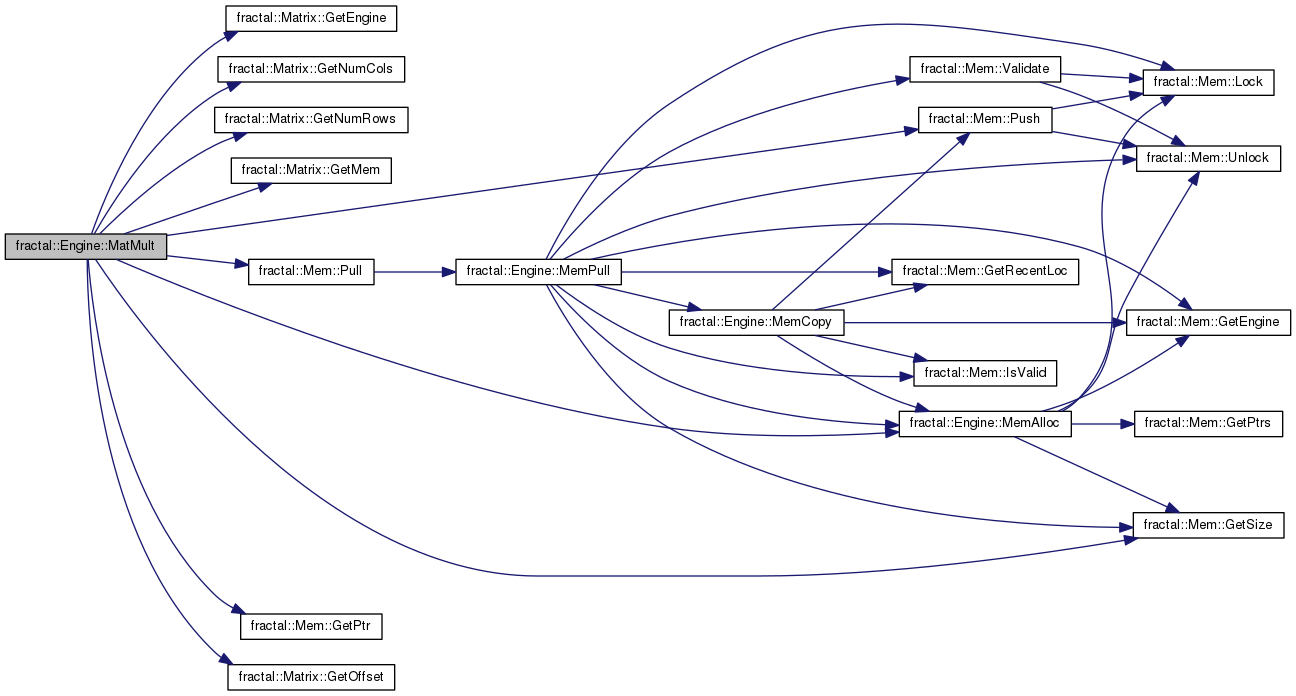 fractal::Matrix::GetEngine
fractal::Matrix::GetNumCols
fractal::Mem::Validate
fractal::Mem::Lock
fractal::Matrix::GetNumRows
fractal::Mem::Push
fractal::Matrix::GetMem
fractal::Mem::Unlock
fractal::Engine::MatMult
fractal::Mem::Pull
fractal::Engine::MemPull
fractal::Mem::GetRecentLoc
fractal::Engine::MemCopy
fractal::Mem::GetEngine
fractal::Mem::IsValid
fractal::Engine::MemAlloc
fractal::Mem::GetPtrs
fractal::Mem::GetSize
fractal::Mem::GetPtr
fractal::Matrix::GetOffset